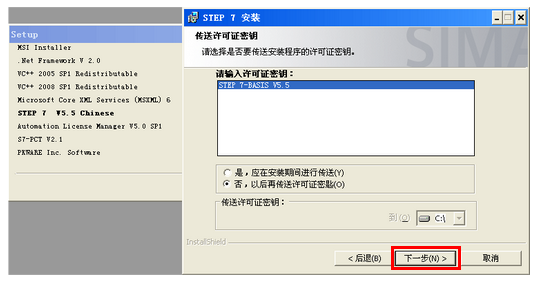 Setup
MSI Installer
.Net Framework V 2.0
VC++ 2005 SP1 Redistributable
VC++ 2008 SP1 Redistributable
Microsoft Core XML Services (MSXML) 6
STEP 7 V5.5 Chinese
Automation License Manager V5.0 SP1
S7-PCT V2.1
PKWARE Inc. Software
STEP 7 安装
传送许可证密钥
请选择是否要传送安装程序的许可证密钥。
SIMA
请输入许可证密钥：
STEP 7-BASIS V5.5
是，应在安装期间进行传送(Y)
否，以后再传送许可证密匙(O)
传送许可证密钥：
到(O)
C:\
InstallShield
< 后退(B)
下一步(N) >
取消